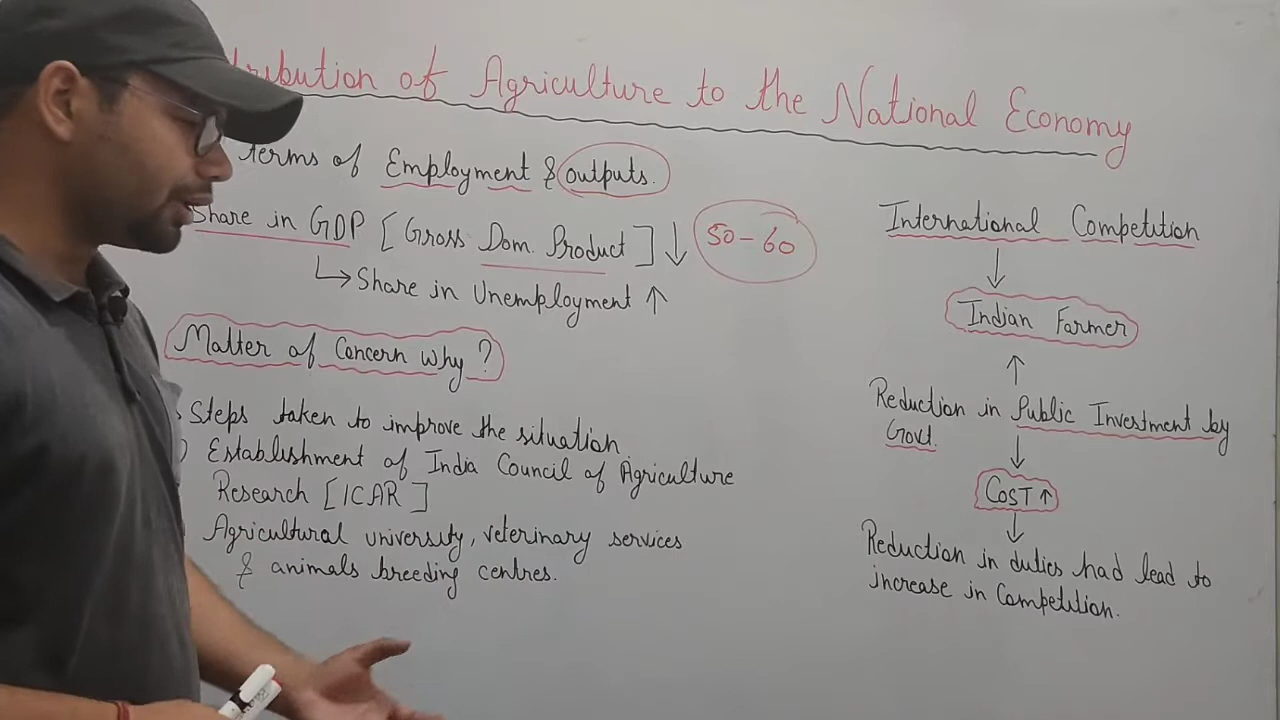 tribution of Agriculture to the National Economy
terms of Employment & outputs.
Share in GDP [Gross Dom. Product] ↓ 50-60
↳ Share in Unemployment ↑
Matter of Concern why?
Steps taken to improve the situation
) Establishment of India Council of Agriculture
Research [ICAR]
Agricultural university, veterinary services
& animals breeding centres.
International Competition
↓
Indian Farmer
↑
Reduction in Public Investment by
Govt.
↓
COST ↑
↓
Reduction in duties had lead to
increase in Competition.